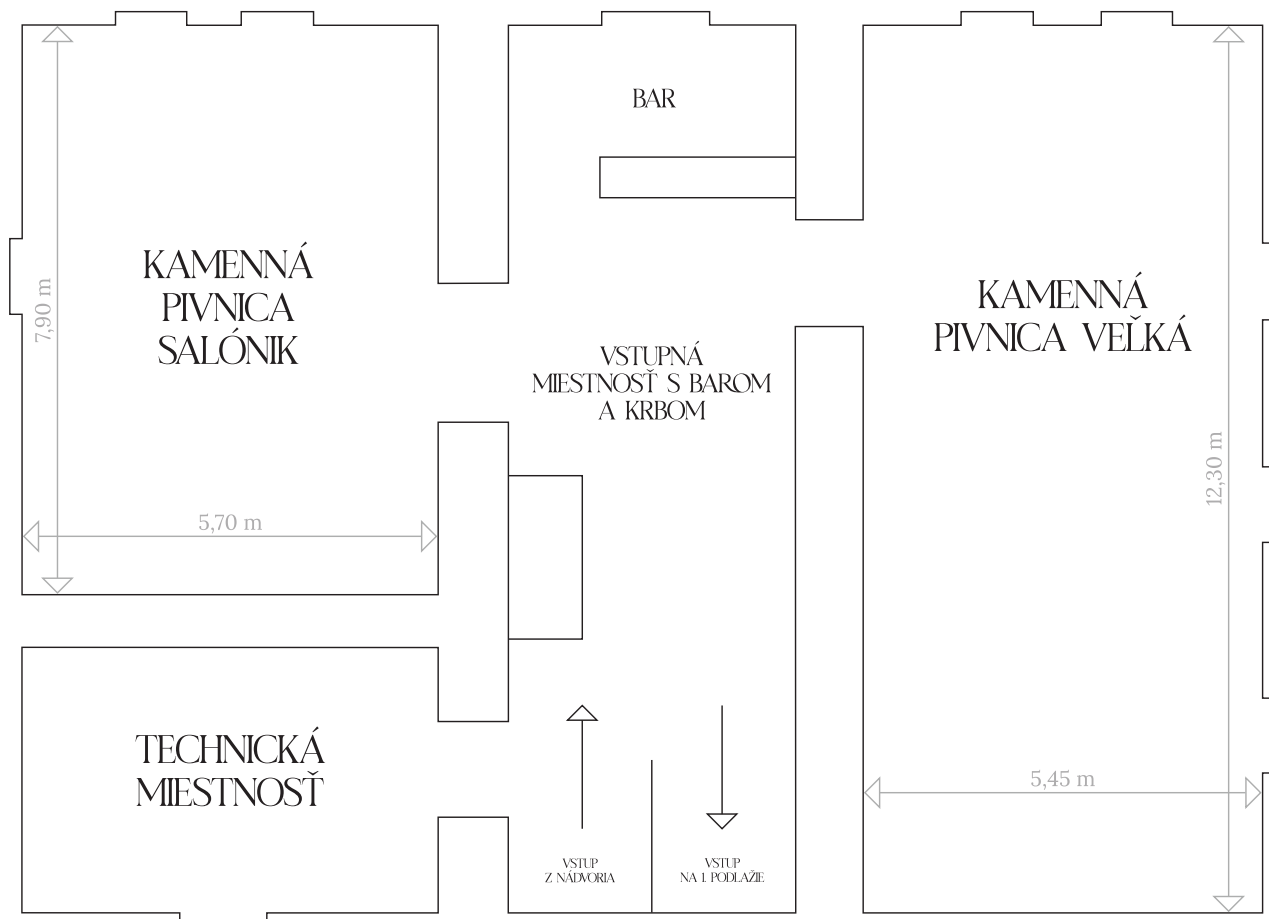 BAR
KAMENNÁ
PIVNICA
SALÓNIK
7,90 m
5,70 m
VSTUPNÁ
MIESTNOSŤ S BAROM
A KRBOM
KAMENNÁ
PIVNICA VEĽKÁ
12,30 m
5,45 m
TECHNICKÁ
MIESTNOSŤ
VSTUP
Z NÁDVORIA
VSTUP
NA 1. PODLAŽIE